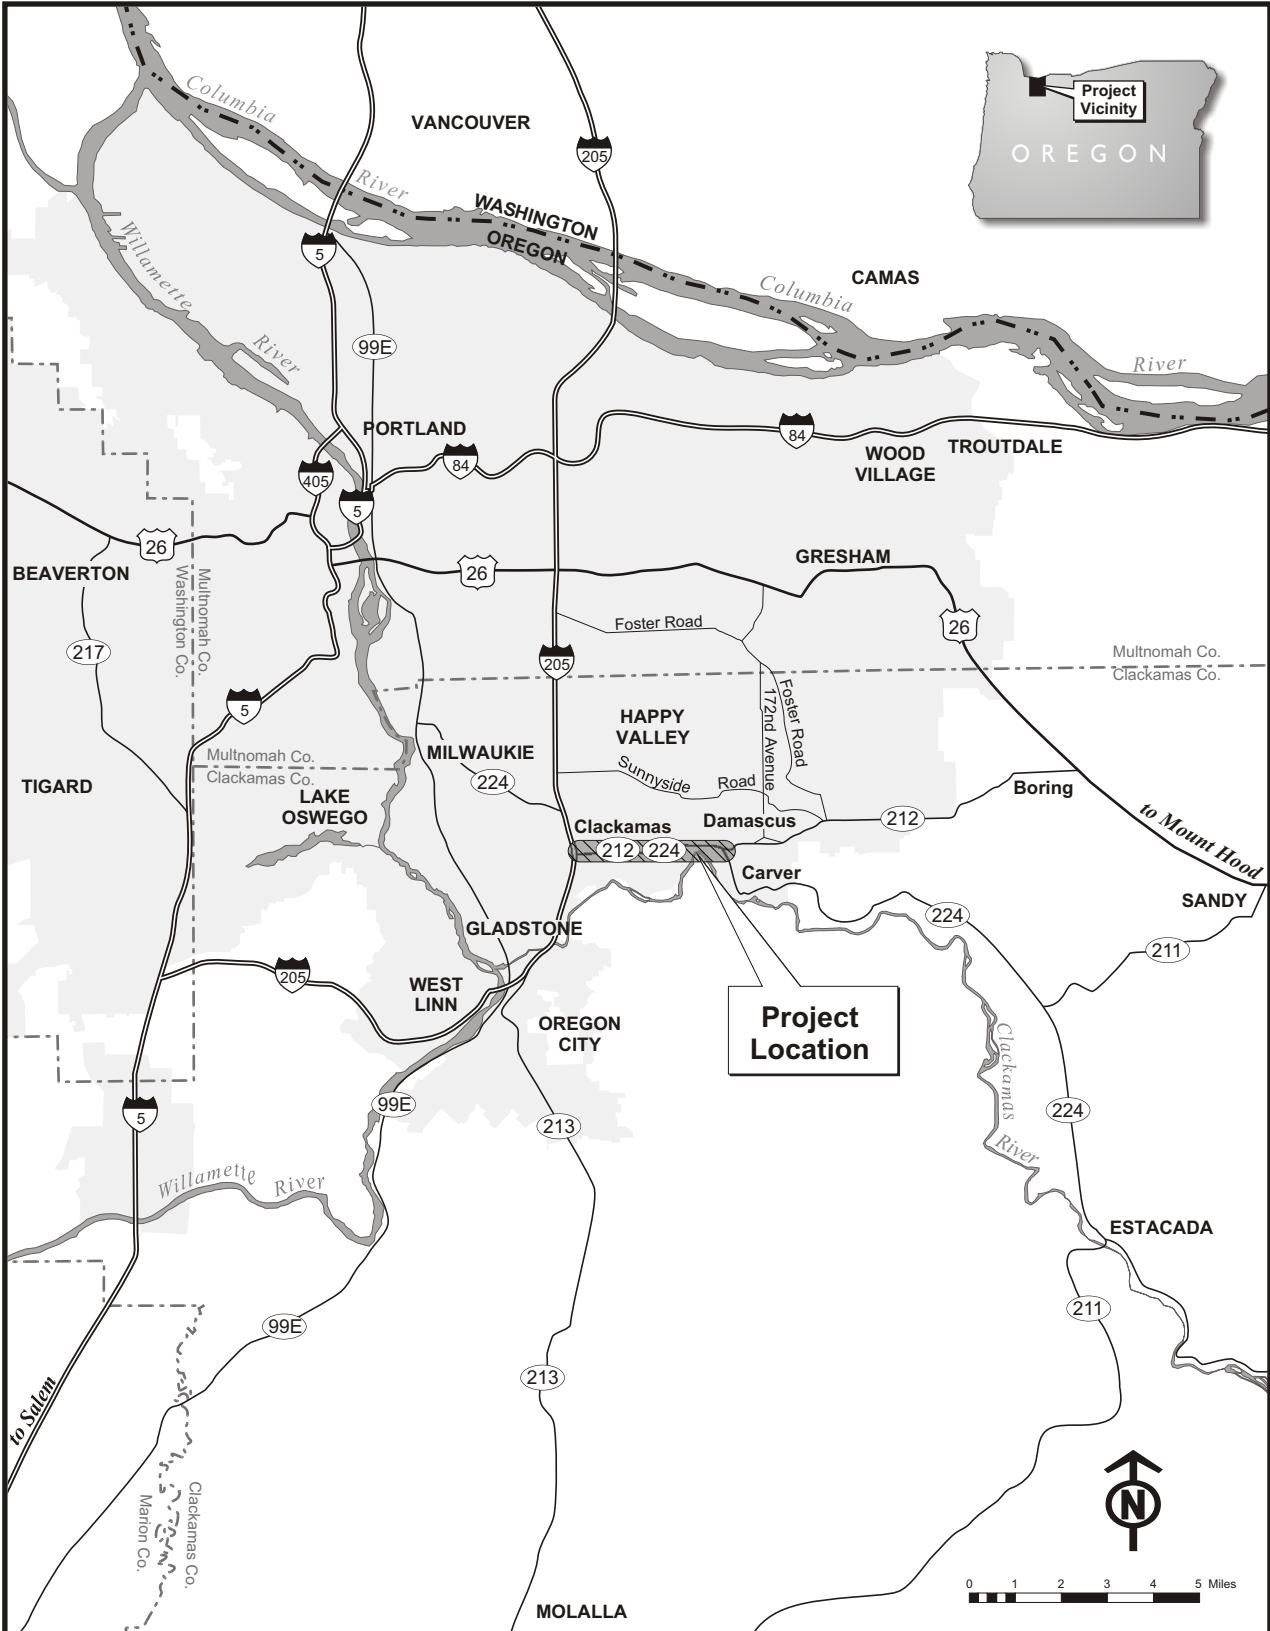 Columbia
River
VANCOUVER
205
Project
Vicinity
OREGON
WASHINGTON
OREGON
5
Willamette
River
Columbia
CAMAS
River
99E
PORTLAND
84
84
WOOD
VILLAGE
TROUTDALE
405
5
26
BEAVERTON
26
GRESHAM
26
Multnomah Co.
Washington Co.
217
Foster Road
205
Multnomah Co.
Clackamas Co.
5
HAPPY
VALLEY
172nd Avenue
Foster Road
Multnomah Co.
Clackamas Co.
MILWAUKIE
224
Sunnyside
Road
TIGARD
LAKE
OSWEGO
Boring
Clackamas
Damascus
212
to Mount Hood
212
224
Carver
SANDY
GLADSTONE
224
211
205
WEST
LINN
OREGON
CITY
Project
Location
Clackamas
River
99E
5
213
224
Willamette
River
ESTACADA
211
99E
213
to Salem
Clackamas Co.
Marion Co.
N
0 1 2 3 4 5 Miles
MOLALLA